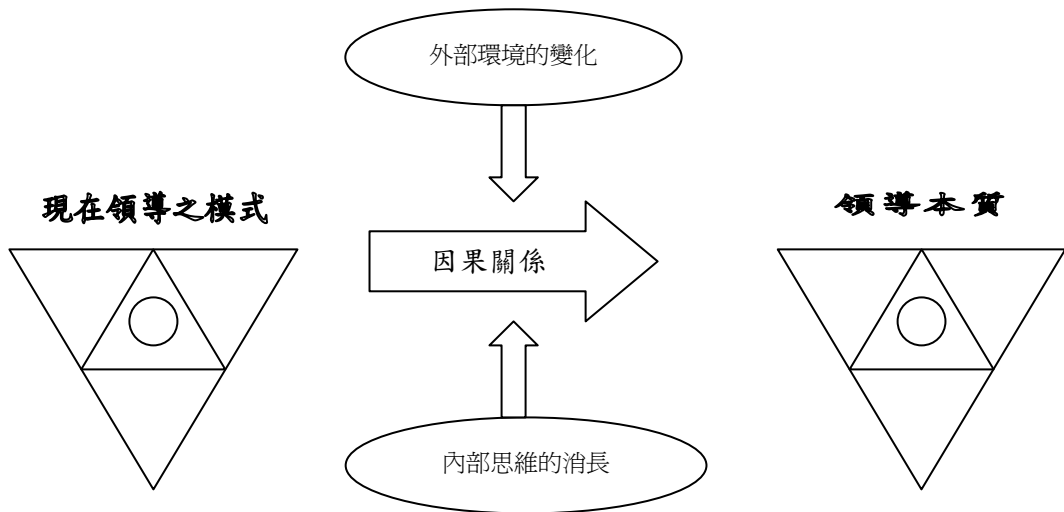 外部環境的變化
現在領導之模式
領導本質
因果關係
內部思維的消長